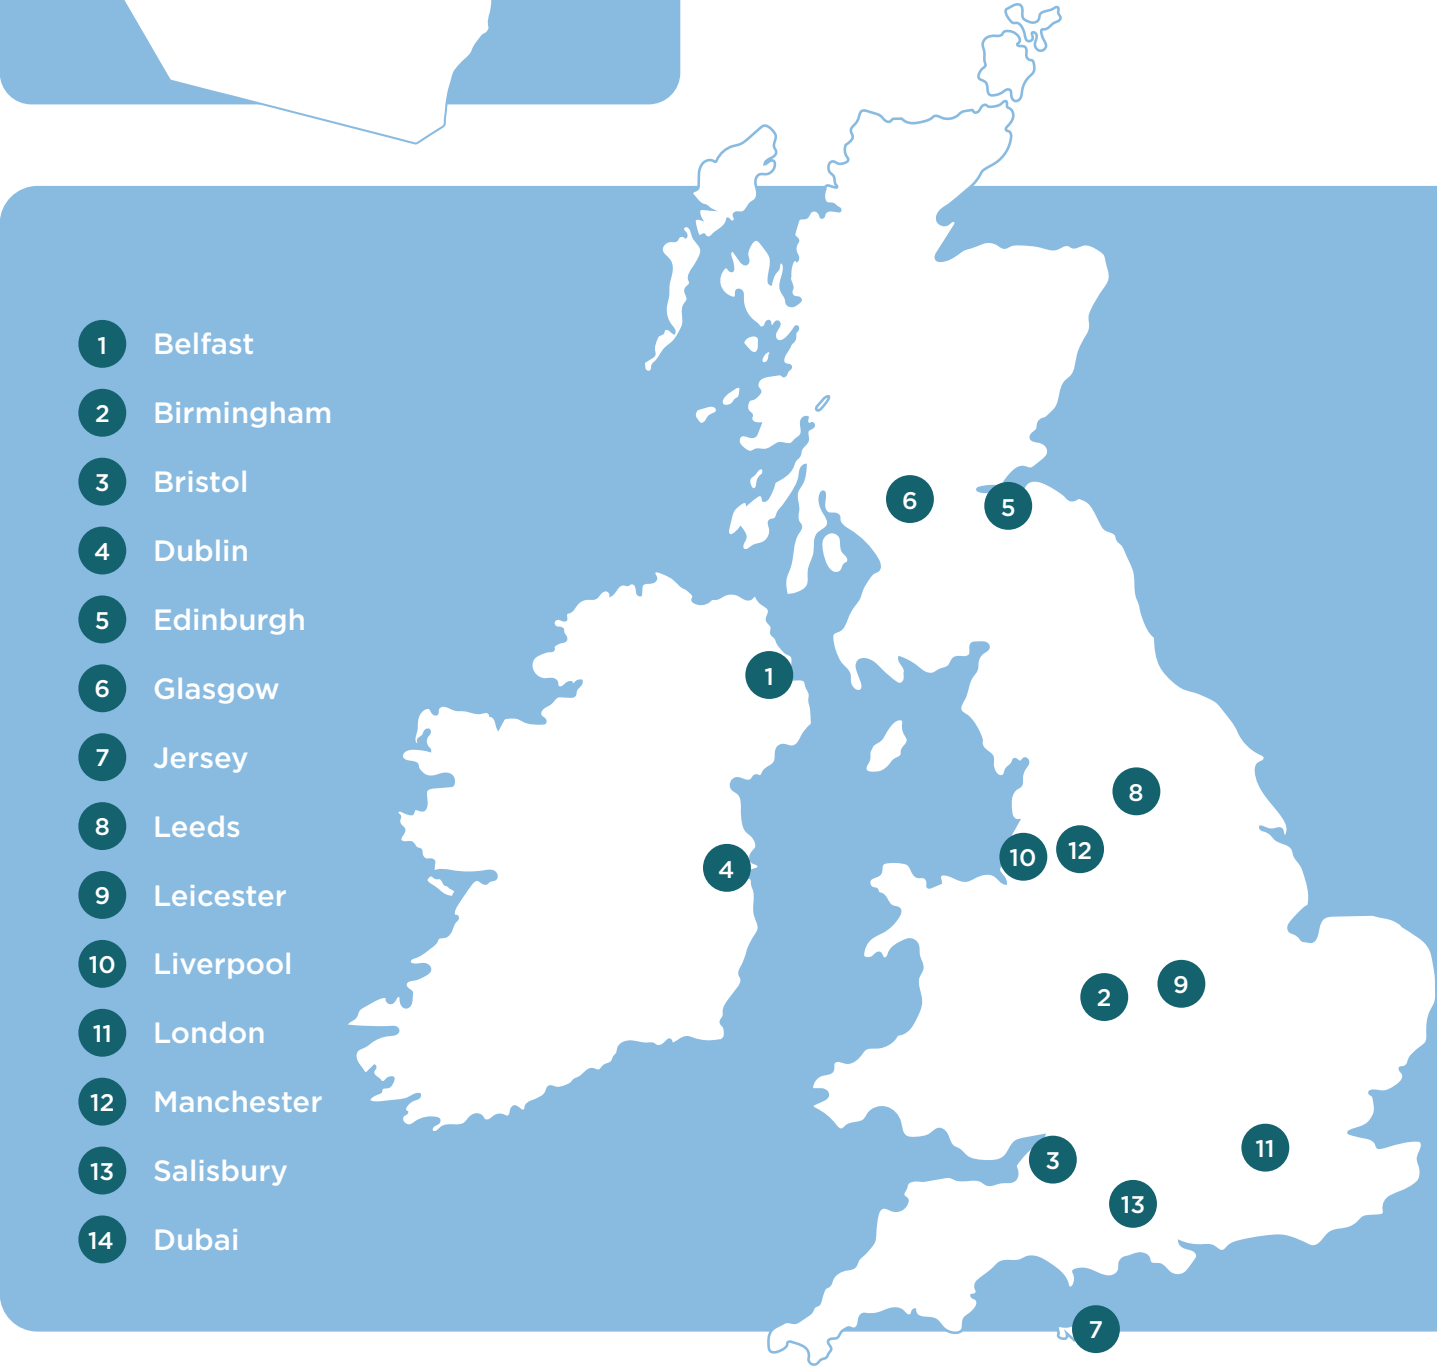 1 Belfast
2 Birmingham
3 Bristol
4 Dublin
5 Edinburgh
6 Glasgow
7 Jersey
8 Leeds
9 Leicester
10 Liverpool
11 London
12 Manchester
13 Salisbury
14 Dubai
6
5
1
8
12
10
4
9
2
11
3
13
7